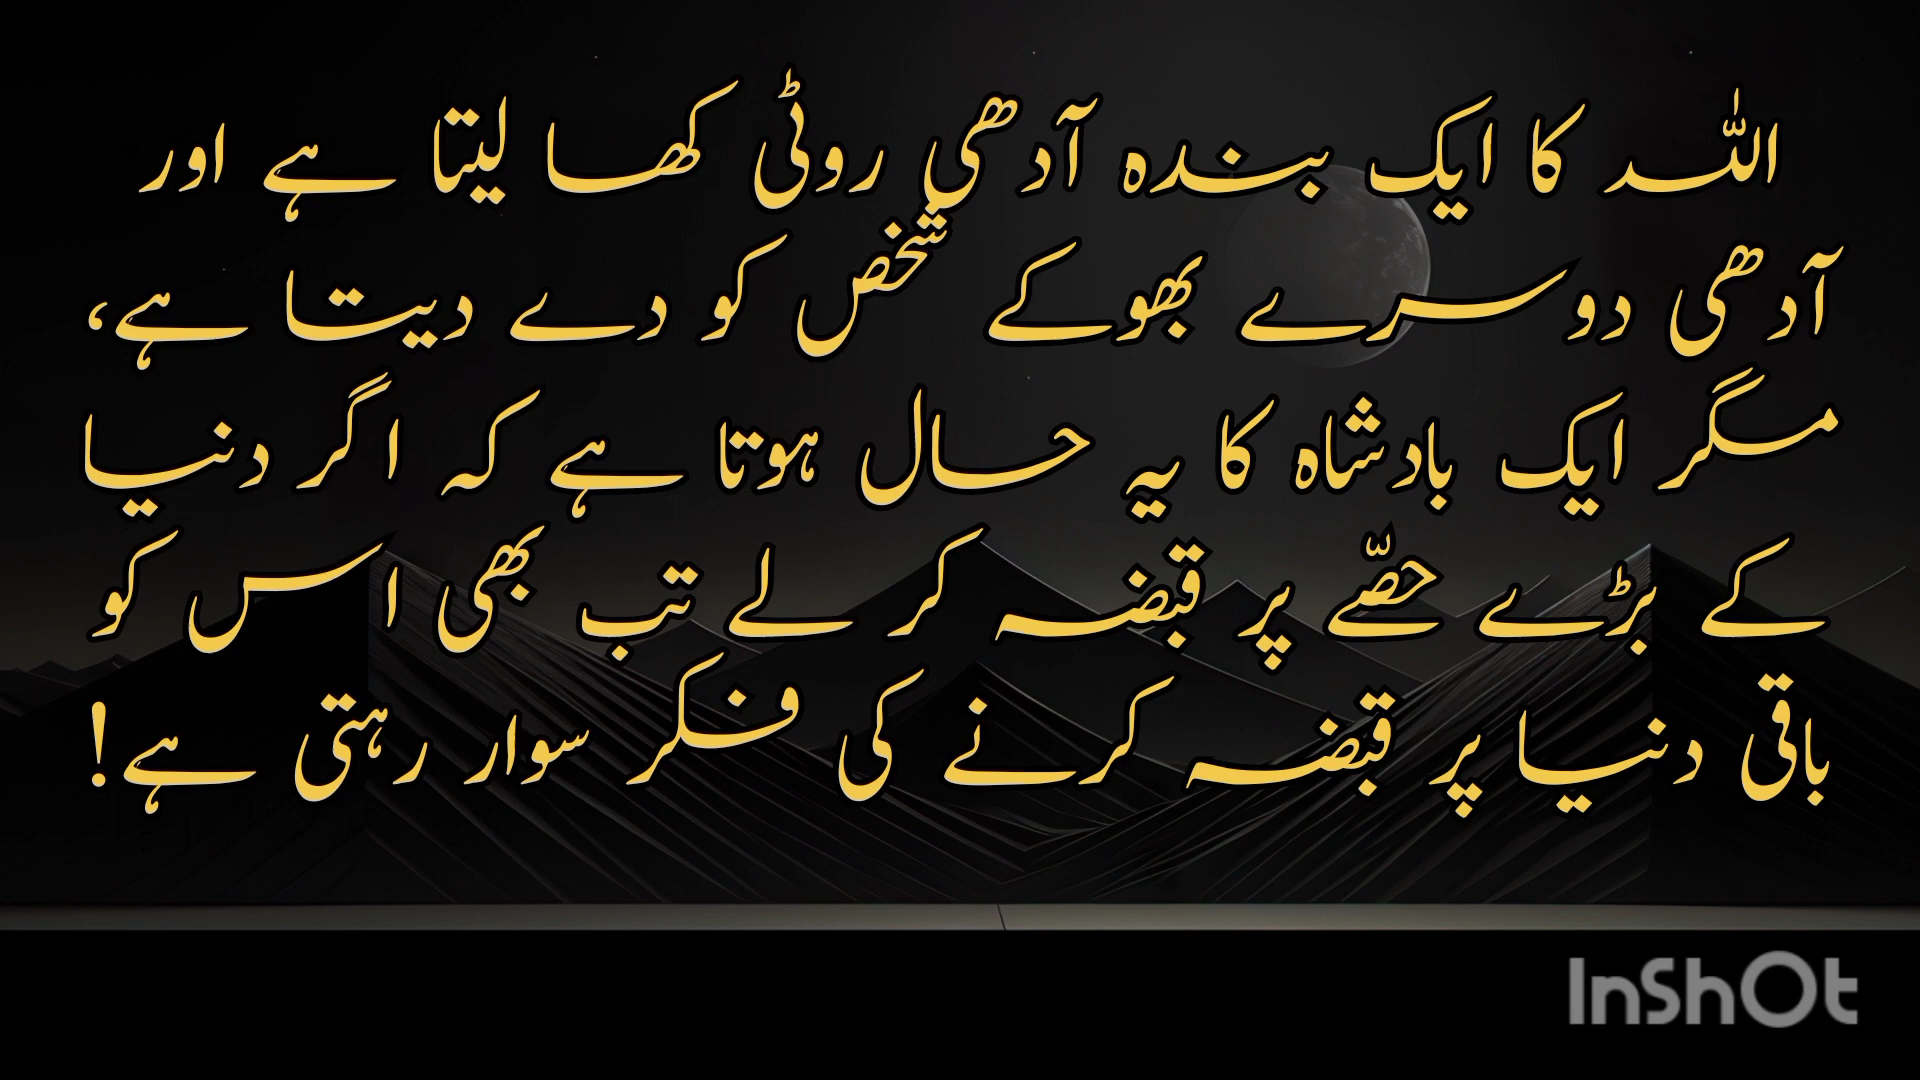 اللہ کا ایک بندہ آدھی روٹی کھا لیتا ہے اور
آدھی دوسرے بھوکے شخص کو دے دیتا ہے،
مگر ایک بادشاہ کا یہ حال ہوتا ہے کہ اگر دنیا
کے بڑے حصّے پر قبضہ کر لے تب بھی اس کو
باقی دنیا پر قبضہ کرنے کی فکر سوار رہتی ہے!
InShOt